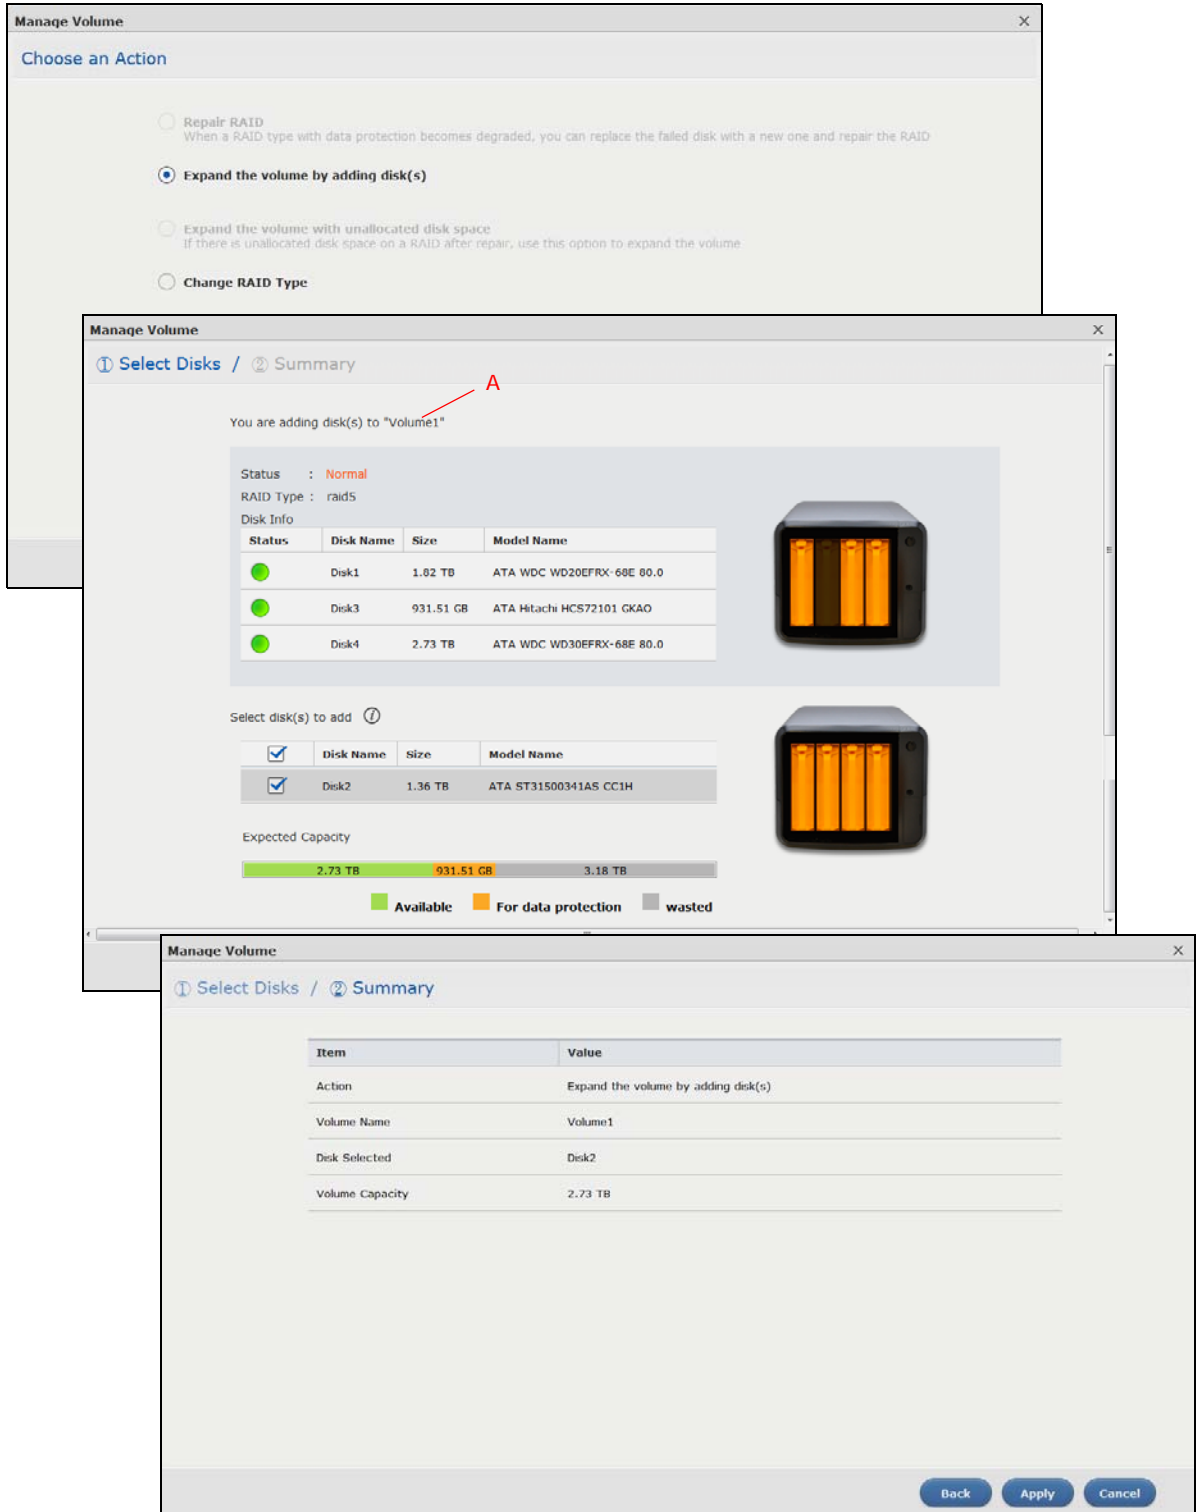 Manage Volume X
Choose an Action
Repair RAID
When a RAID type with data protection becomes degraded, you can replace the failed disk with a new one and repair the RAID
Expand the volume by adding disk(s)
Expand the volume with unallocated disk space
If there is unallocated disk space on a RAID after repair, use this option to expand the volume
Change RAID Type
Manage Volume X
① Select Disks / ② Summary
A
You are adding disk(s) to "Volume1"
Status : Normal
RAID Type : raid5
Disk Info
Status Disk Name Size Model Name
Disk1 1.82 TB ATA WDC WD20EFRX-68E 80.0
Disk3 931.51 GB ATA Hitachi HCS72101 GKAO
Disk4 2.73 TB ATA WDC WD30EFRX-68E 80.0
Select disk(s) to add i
Disk Name Size Model Name
Disk2 1.36 TB ATA ST31500341AS CC1H
Expected Capacity
2.73 TB 931.51 GB 3.18 TB
Available For data protection wasted
Manage Volume X
① Select Disks / ② Summary
Item Value
Action Expand the volume by adding disk(s)
Volume Name Volume1
Disk Selected Disk2
Volume Capacity 2.73 TB
Back Apply Cancel